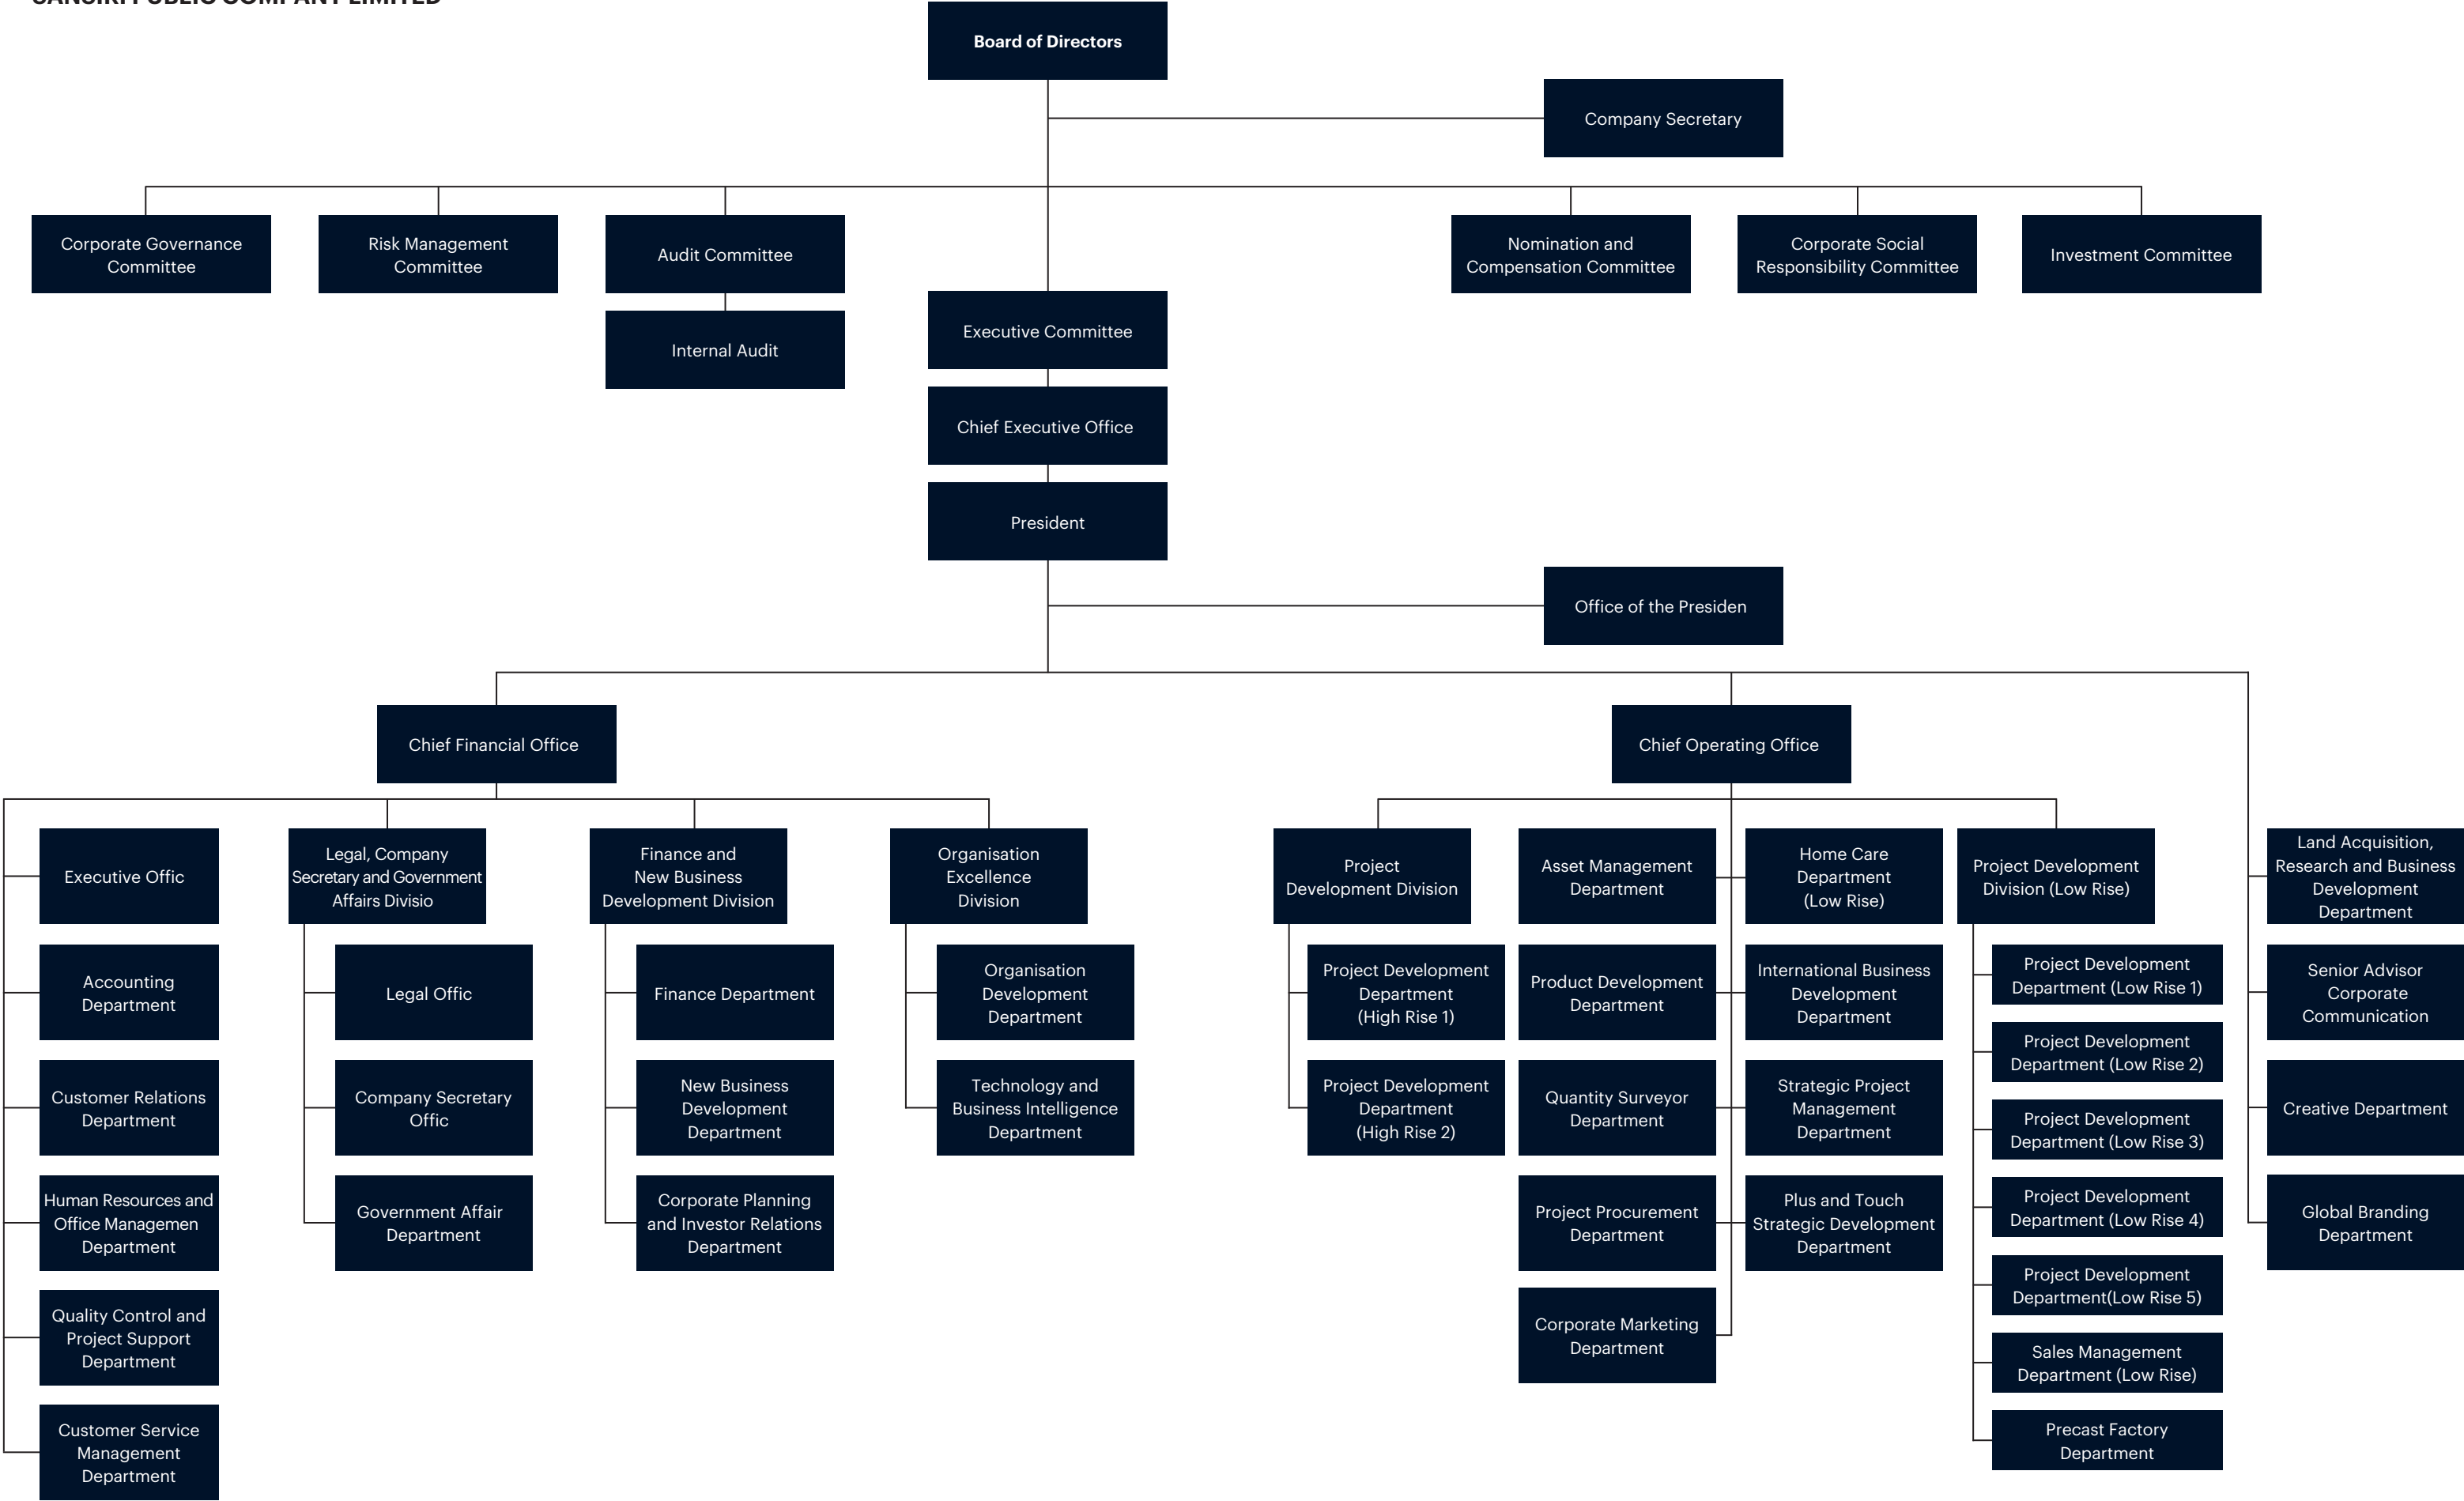 SANSIRI PUBLIC COMPANY LIMITED
Board of Directors
Company Secretary
Corporate Governance
Committee
Risk Management
Committee
Audit Committee
Nomination and
Compensation Committee
Corporate Social
Responsibility Committee
Investment Committee
Internal Audit
Executive Committee
Chief Executive Office
President
Office of the Presiden
Chief Financial Office
Chief Operating Office
Executive Offic
Accounting
Department
Customer Relations
Department
Human Resources and
Office Managemen
Department
Quality Control and
Project Support
Department
Customer Service
Management
Department
Legal, Company
Secretary and Government
Affairs Divisio
Legal Offic
Company Secretary
Offic
Government Affair
Department
Finance and
New Business
Development Division
Finance Department
New Business
Development
Department
Corporate Planning
and Investor Relations
Department
Organisation
Excellence
Division
Organisation
Development
Department
Technology and
Business Intelligence
Department
Project
Development Division
Project Development
Department
(High Rise 1)
Project Development
Department
(High Rise 2)
Asset Management
Department
Product Development
Department
Quantity Surveyor
Department
Project Procurement
Department
Corporate Marketing
Department
Home Care
Department
(Low Rise)
International Business
Development
Department
Strategic Project
Management
Department
Plus and Touch
Strategic Development
Department
Project Development
Division (Low Rise)
Project Development
Department (Low Rise 1)
Project Development
Department (Low Rise 2)
Project Development
Department (Low Rise 3)
Project Development
Department (Low Rise 4)
Project Development
Department(Low Rise 5)
Sales Management
Department (Low Rise)
Precast Factory
Department
Land Acquisition,
Research and Business
Development
Department
Senior Advisor
Corporate
Communication
Creative Department
Global Branding
Department